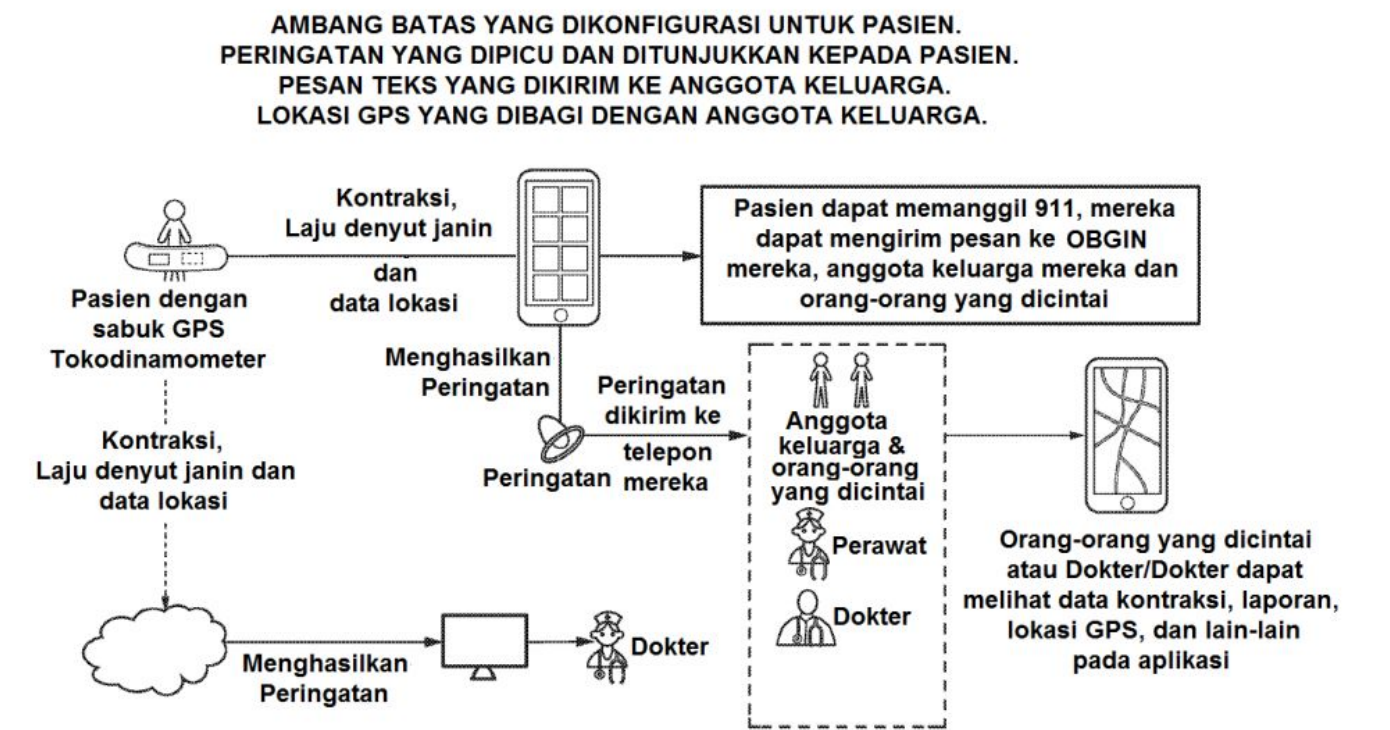 AMBANG BATAS YANG DIKONFIGURASI UNTUK PASIEN.
PERINGATAN YANG DIPICU DAN DITUNJUKKAN KEPADA PASIEN.
PESAN TEKS YANG DIKIRIM KE ANGGOTA KELUARGA.
LOKASI GPS YANG DIBAGI DENGAN ANGGOTA KELUARGA.
Kontraksi,
Laju denyut janin
dan
data lokasi
Pasien dapat memanggil 911, mereka
dapat mengirim pesan ke OBGIN
mereka, anggota keluarga mereka dan
orang-orang yang dicintai
Pasien dengan
sabuk GPS
Tokodinamometer
Menghasilkan
Peringatan
Peringatan
dikirim ke
telepon
mereka
Peringatan
Anggota
keluarga &
orang-orang
yang dicintai
Perawat
Dokter
Kontraksi,
Laju denyut janin dan
data lokasi
Orang-orang yang dicintai
atau Dokter/Dokter dapat
melihat data kontraksi, laporan,
lokasi GPS, dan lain-lain
pada aplikasi
Menghasilkan
Peringatan
Dokter